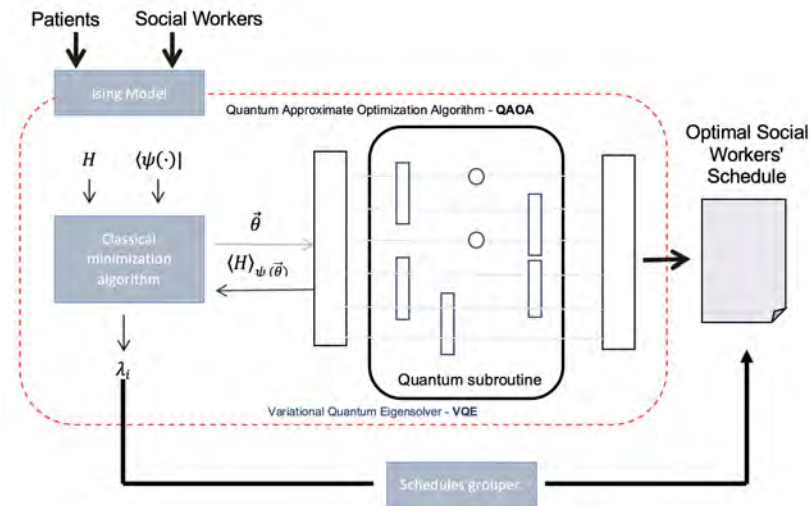 Patients
Social Workers
Ising Model
Quantum Approximate Optimization Algorithm - QAOA
H
⟨ψ(·)|
Classical
minimization
algorithm
θ⃗
⟨H⟩ψ(θ⃗)
λi
Quantum subroutine
Variational Quantum Eigensolver - VQE
Optimal Social
Workers'
Schedule
Schedules grouper.